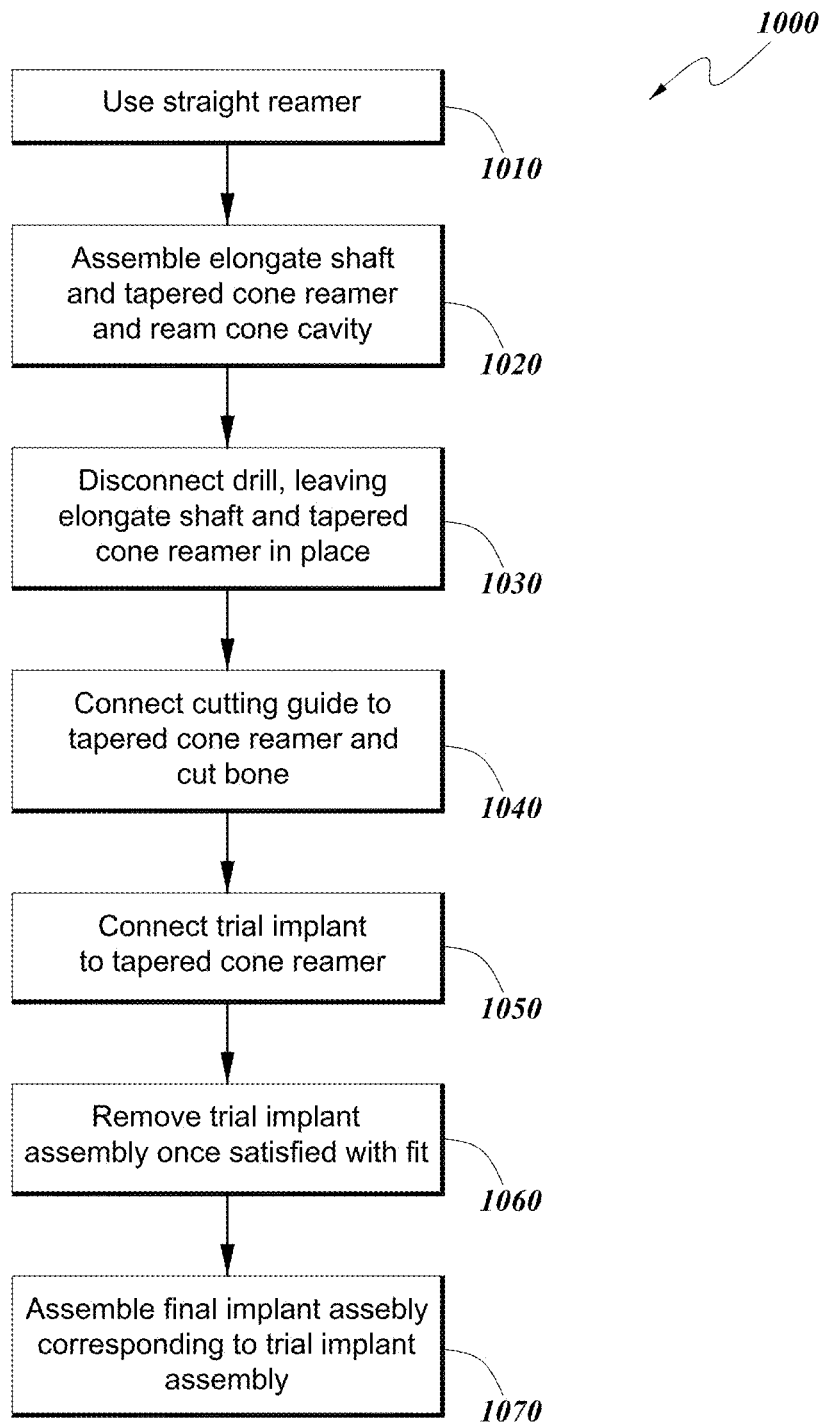 1000
Use straight reamer
1010
Assemble elongate shaft
and tapered cone reamer
and ream cone cavity
1020
Disconnect drill, leaving
elongate shaft and tapered
cone reamer in place
1030
Connect cutting guide to
tapered cone reamer and
cut bone
1040
Connect trial implant
to tapered cone reamer
1050
Remove trial implant
assembly once satisfied with fit
1060
Assemble final implant assebly
corresponding to trial implant
assembly
1070